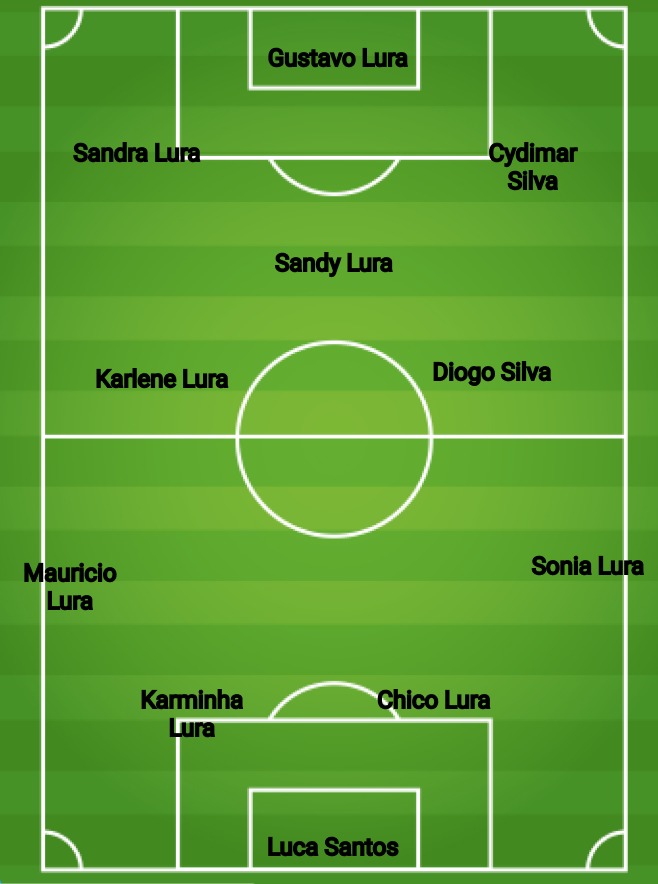 Gustavo Lura
Sandra Lura
Cydimar
Silva
Sandy Lura
Karlene Lura
Diogo Silva
Mauricio
Lura
Sonia Lura
Karminha
Lura
Chico Lura
Luca Santos